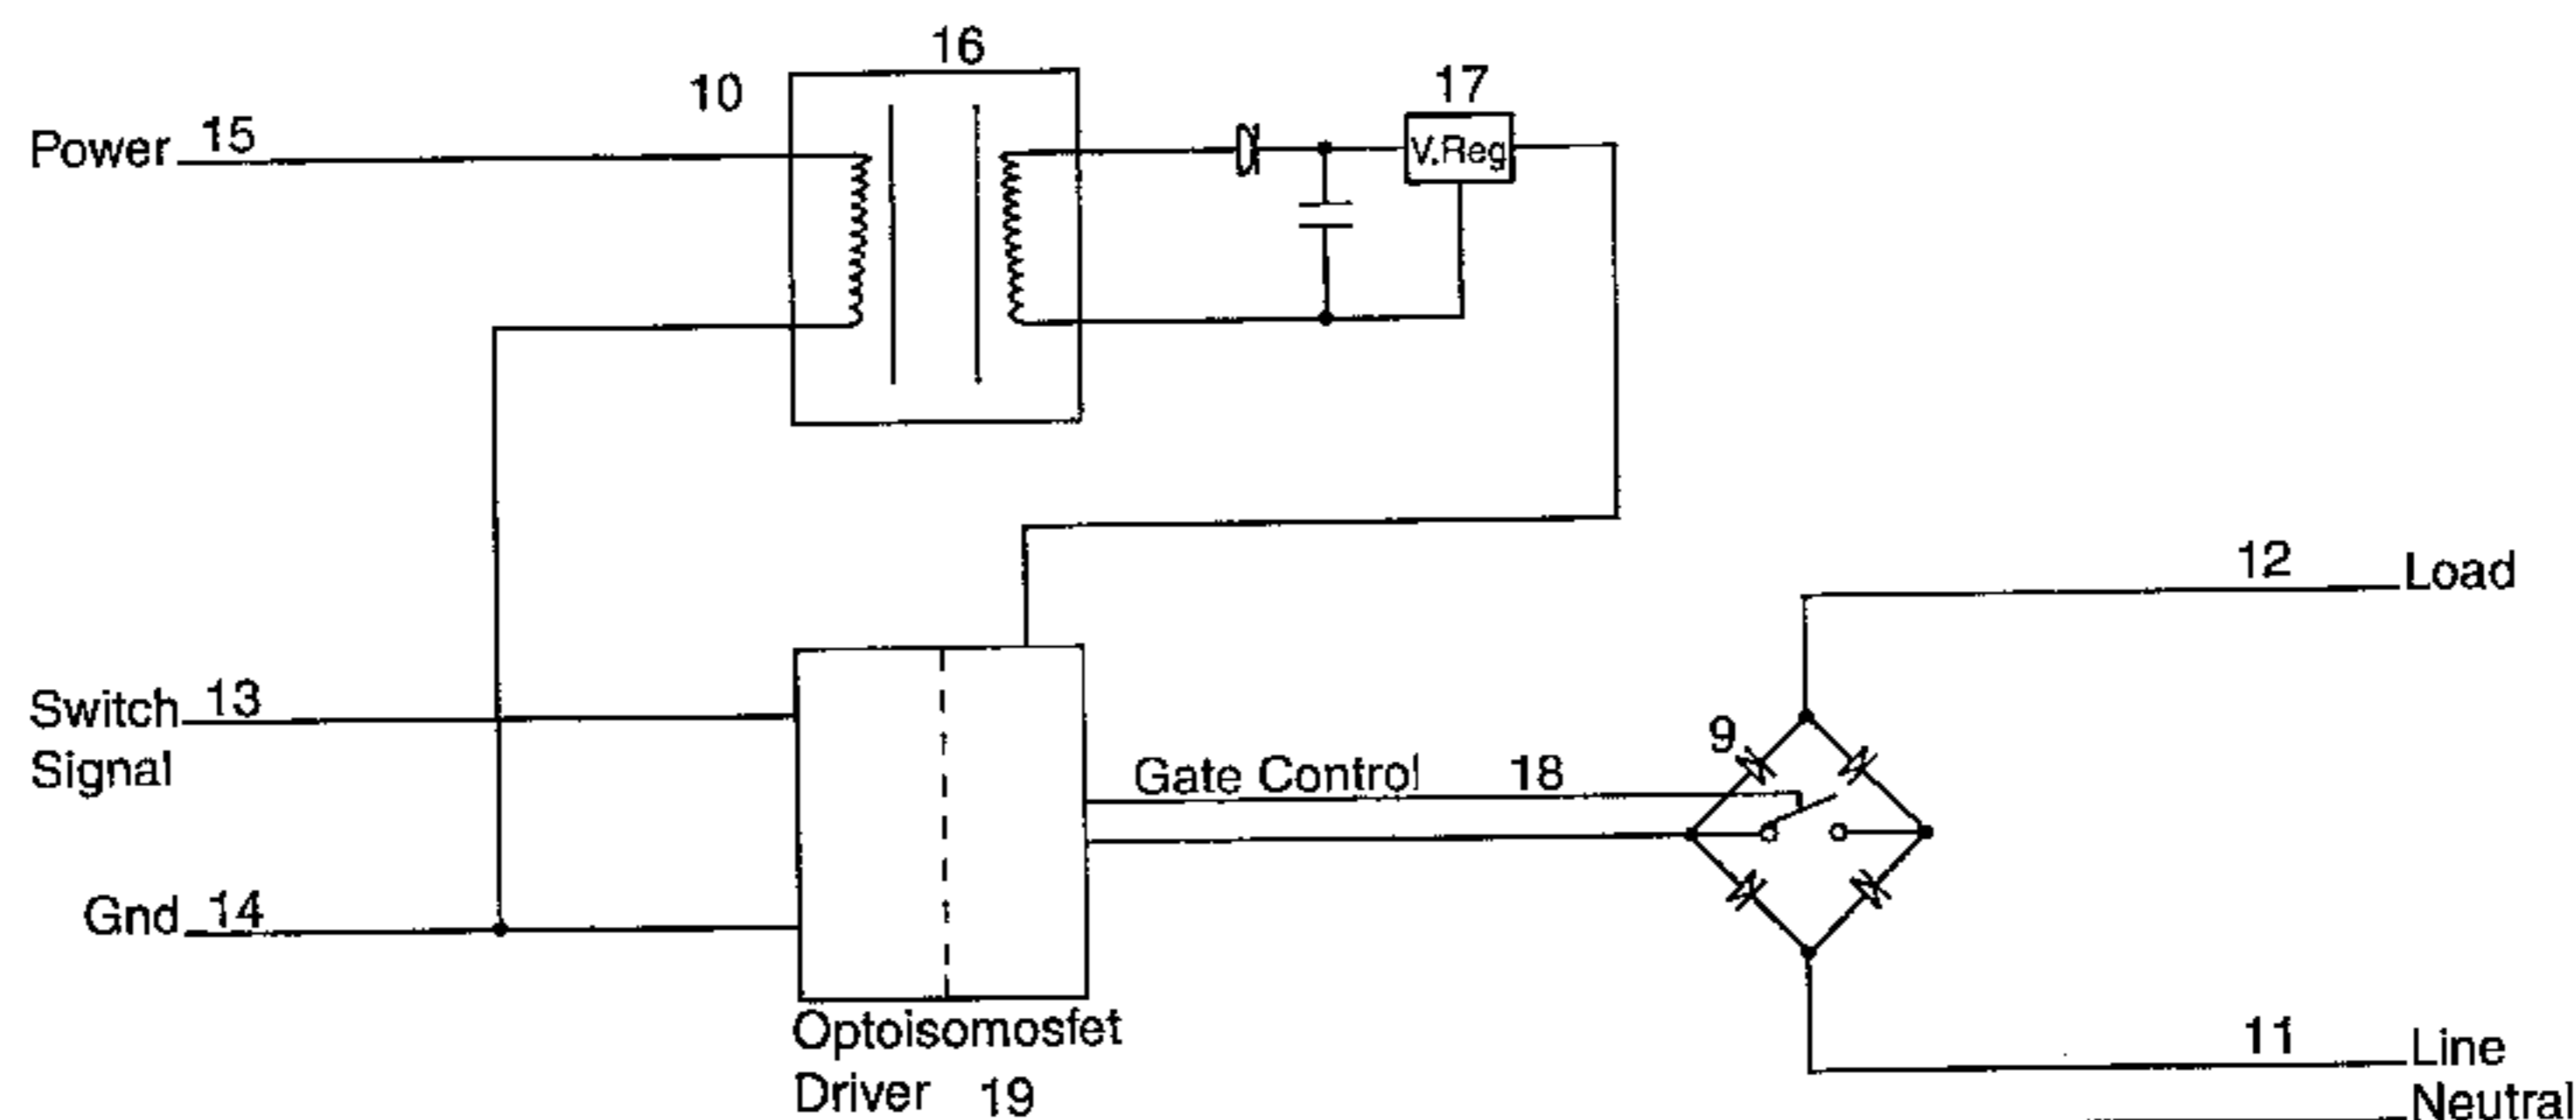 16
10
17
Power 15
V.Reg
12 Load
Switch 13
Signal
9
Gate Control 18
Gnd 14
Optoisomosfet
Driver 19
11 Line
Neutral